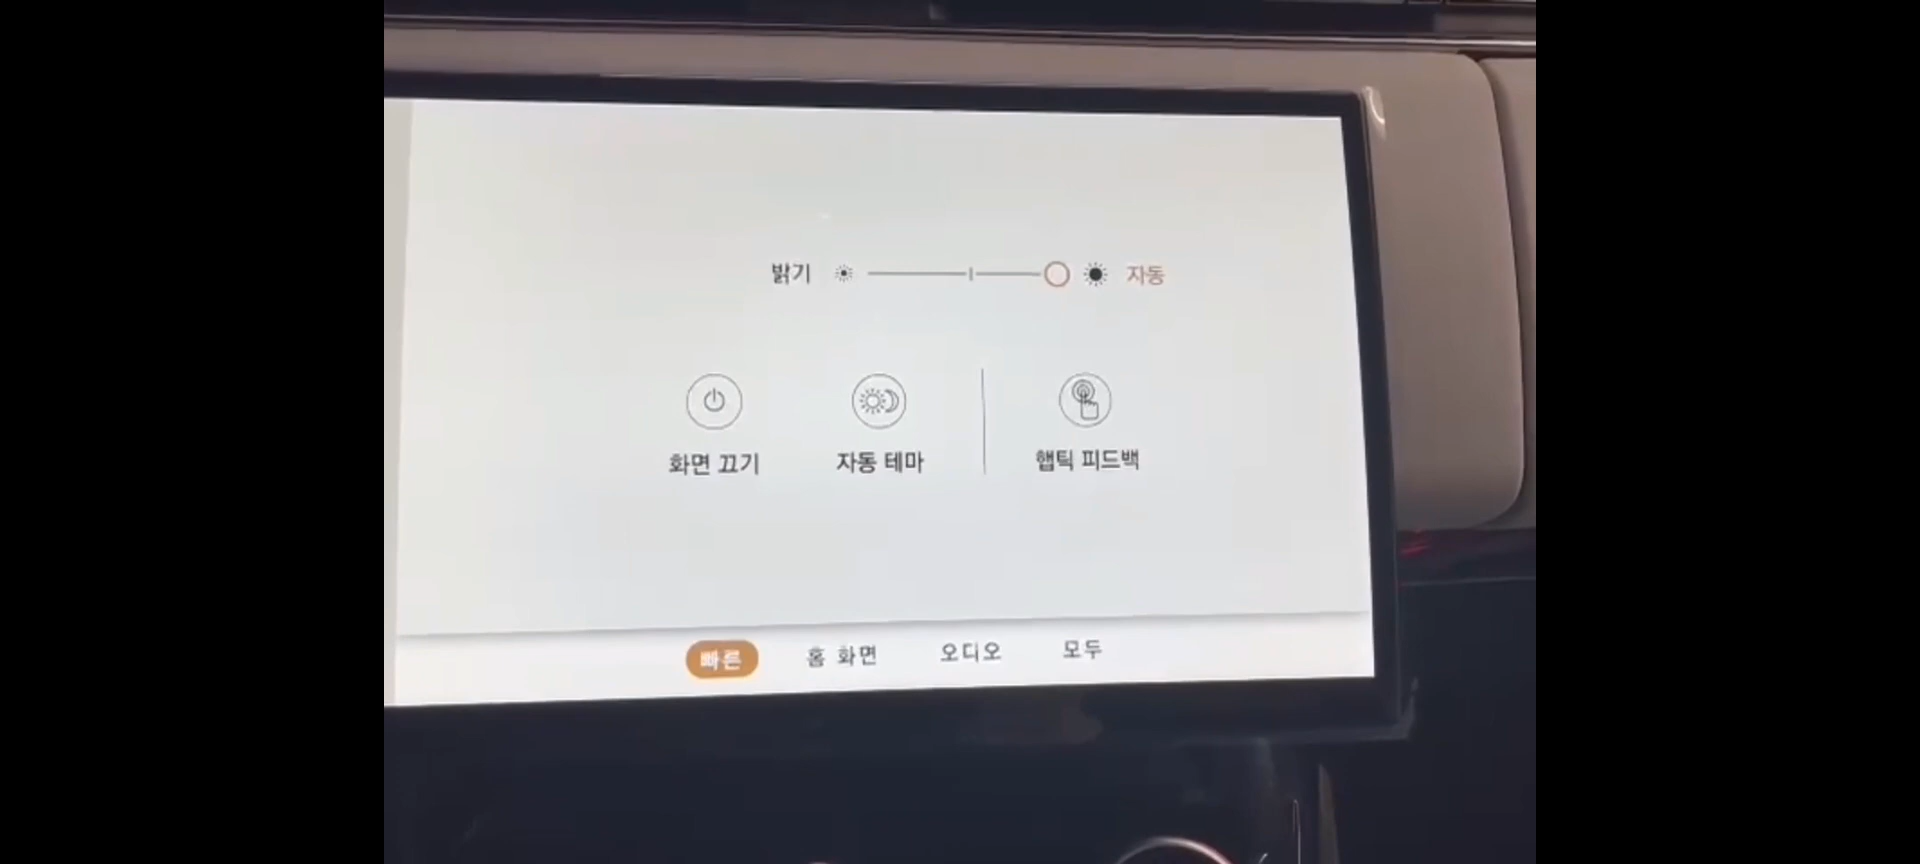 밝기 자동
화면 끄기 자동 테마 햅틱 피드백
빠른 홈 화면 오디오 모두